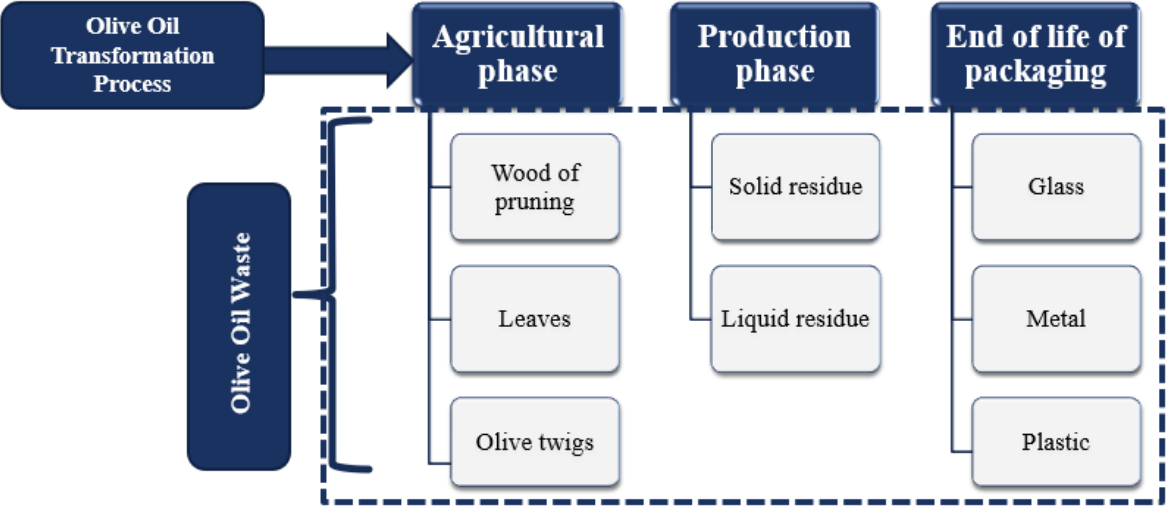 Olive Oil
Transformation
Process
Agricultural
phase
Production
phase
End of life of
packaging
Olive Oil Waste
Wood of
pruning
Leaves
Olive twigs
Solid residue
Liquid residue
Glass
Metal
Plastic